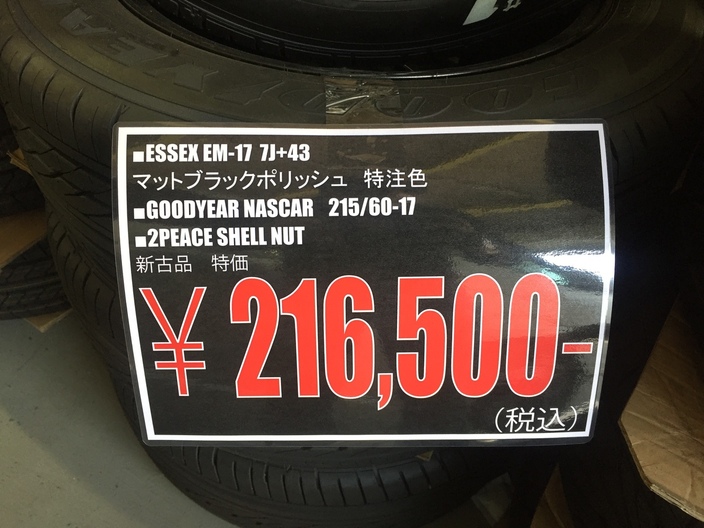 ■ESSEX EM-17 7J+43
マットブラックポリッシュ 特注色
■GOODYEAR NASCAR 215/60-17
■2PEACE SHELL NUT
新古品 特価
¥216,500-
(税込)